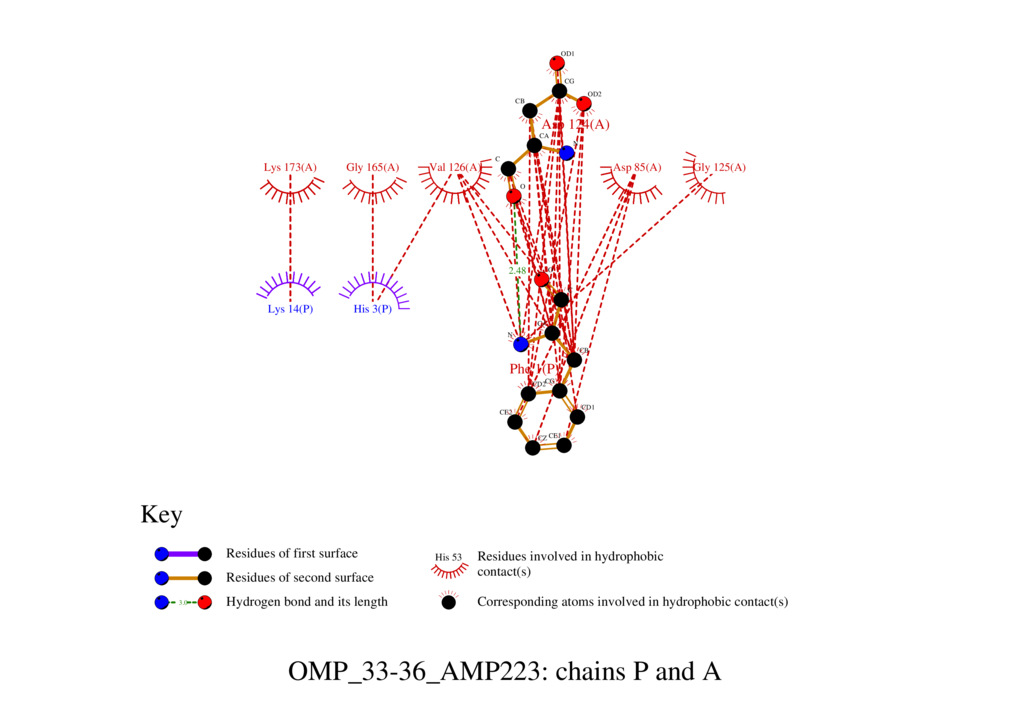 OD1
CG
OD2
CB
Asp 124(A)
CA
C
Lys 173(A) Gly 165(A) Val 126(A) Asp 85(A) Gly 125(A)
O
2.48
Lys 14(P) His 3(P)
N
CB
Phe 1(P)
CD2 CG
CE2 CD1
CZ CE1
Key
Residues of first surface
Residues of second surface
3.0
Hydrogen bond and its length
His 53
Residues involved in hydrophobic
contact(s)
Corresponding atoms involved in hydrophobic contact(s)
OMP_33-36_AMP223: chains P and A